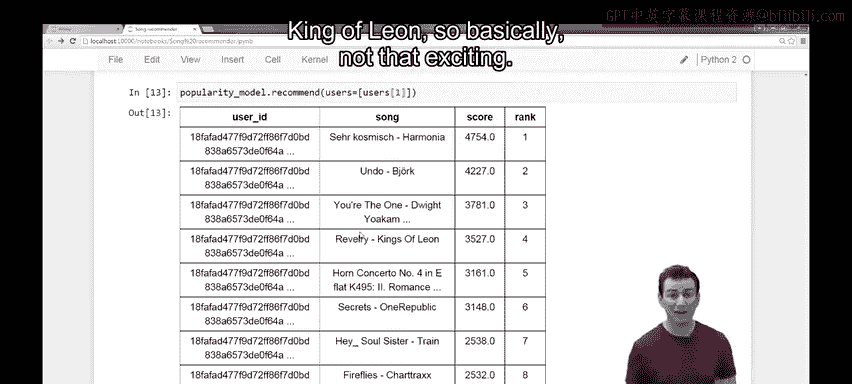 GPT中英字幕课程资源@bilibili.com
King of Leon, so basically,
not that exciting.
Song recommender
localhost:10000/notebooks/Song%20recommender.ipynb
File Edit View Insert Cell Kernel Python 2
In [13]: popularity_model.recommend(users=[users[1]])
Out[13]:
user_id song score rank
18fafad477f9d72ff86f7d0bd
838a6573de0f64a ...
Sehr kosmisch - Harmonia 4754.0 1
18fafad477f9d72ff86f7d0bd
838a6573de0f64a ...
Undo - Björk 4227.0 2
18fafad477f9d72ff86f7d0bd
838a6573de0f64a ...
You're The One - Dwight
Yoakam ...
3781.0 3
18fafad477f9d72ff86f7d0bd
838a6573de0f64a ...
Revelry - Kings Of Leon 3527.0 4
18fafad477f9d72ff86f7d0bd
838a6573de0f64a ...
Horn Concerto No. 4 in E
flat K495: II. Romance ...
3161.0 5
18fafad477f9d72ff86f7d0bd
838a6573de0f64a ...
Secrets - OneRepublic 3148.0 6
18fafad477f9d72ff86f7d0bd
838a6573de0f64a ...
Hey_ Soul Sister - Train 2538.0 7
18fafad477f9d72ff86f7d0bd
838a6573de0f64a ...
Fireflies - Charttraxx 2532.0 8